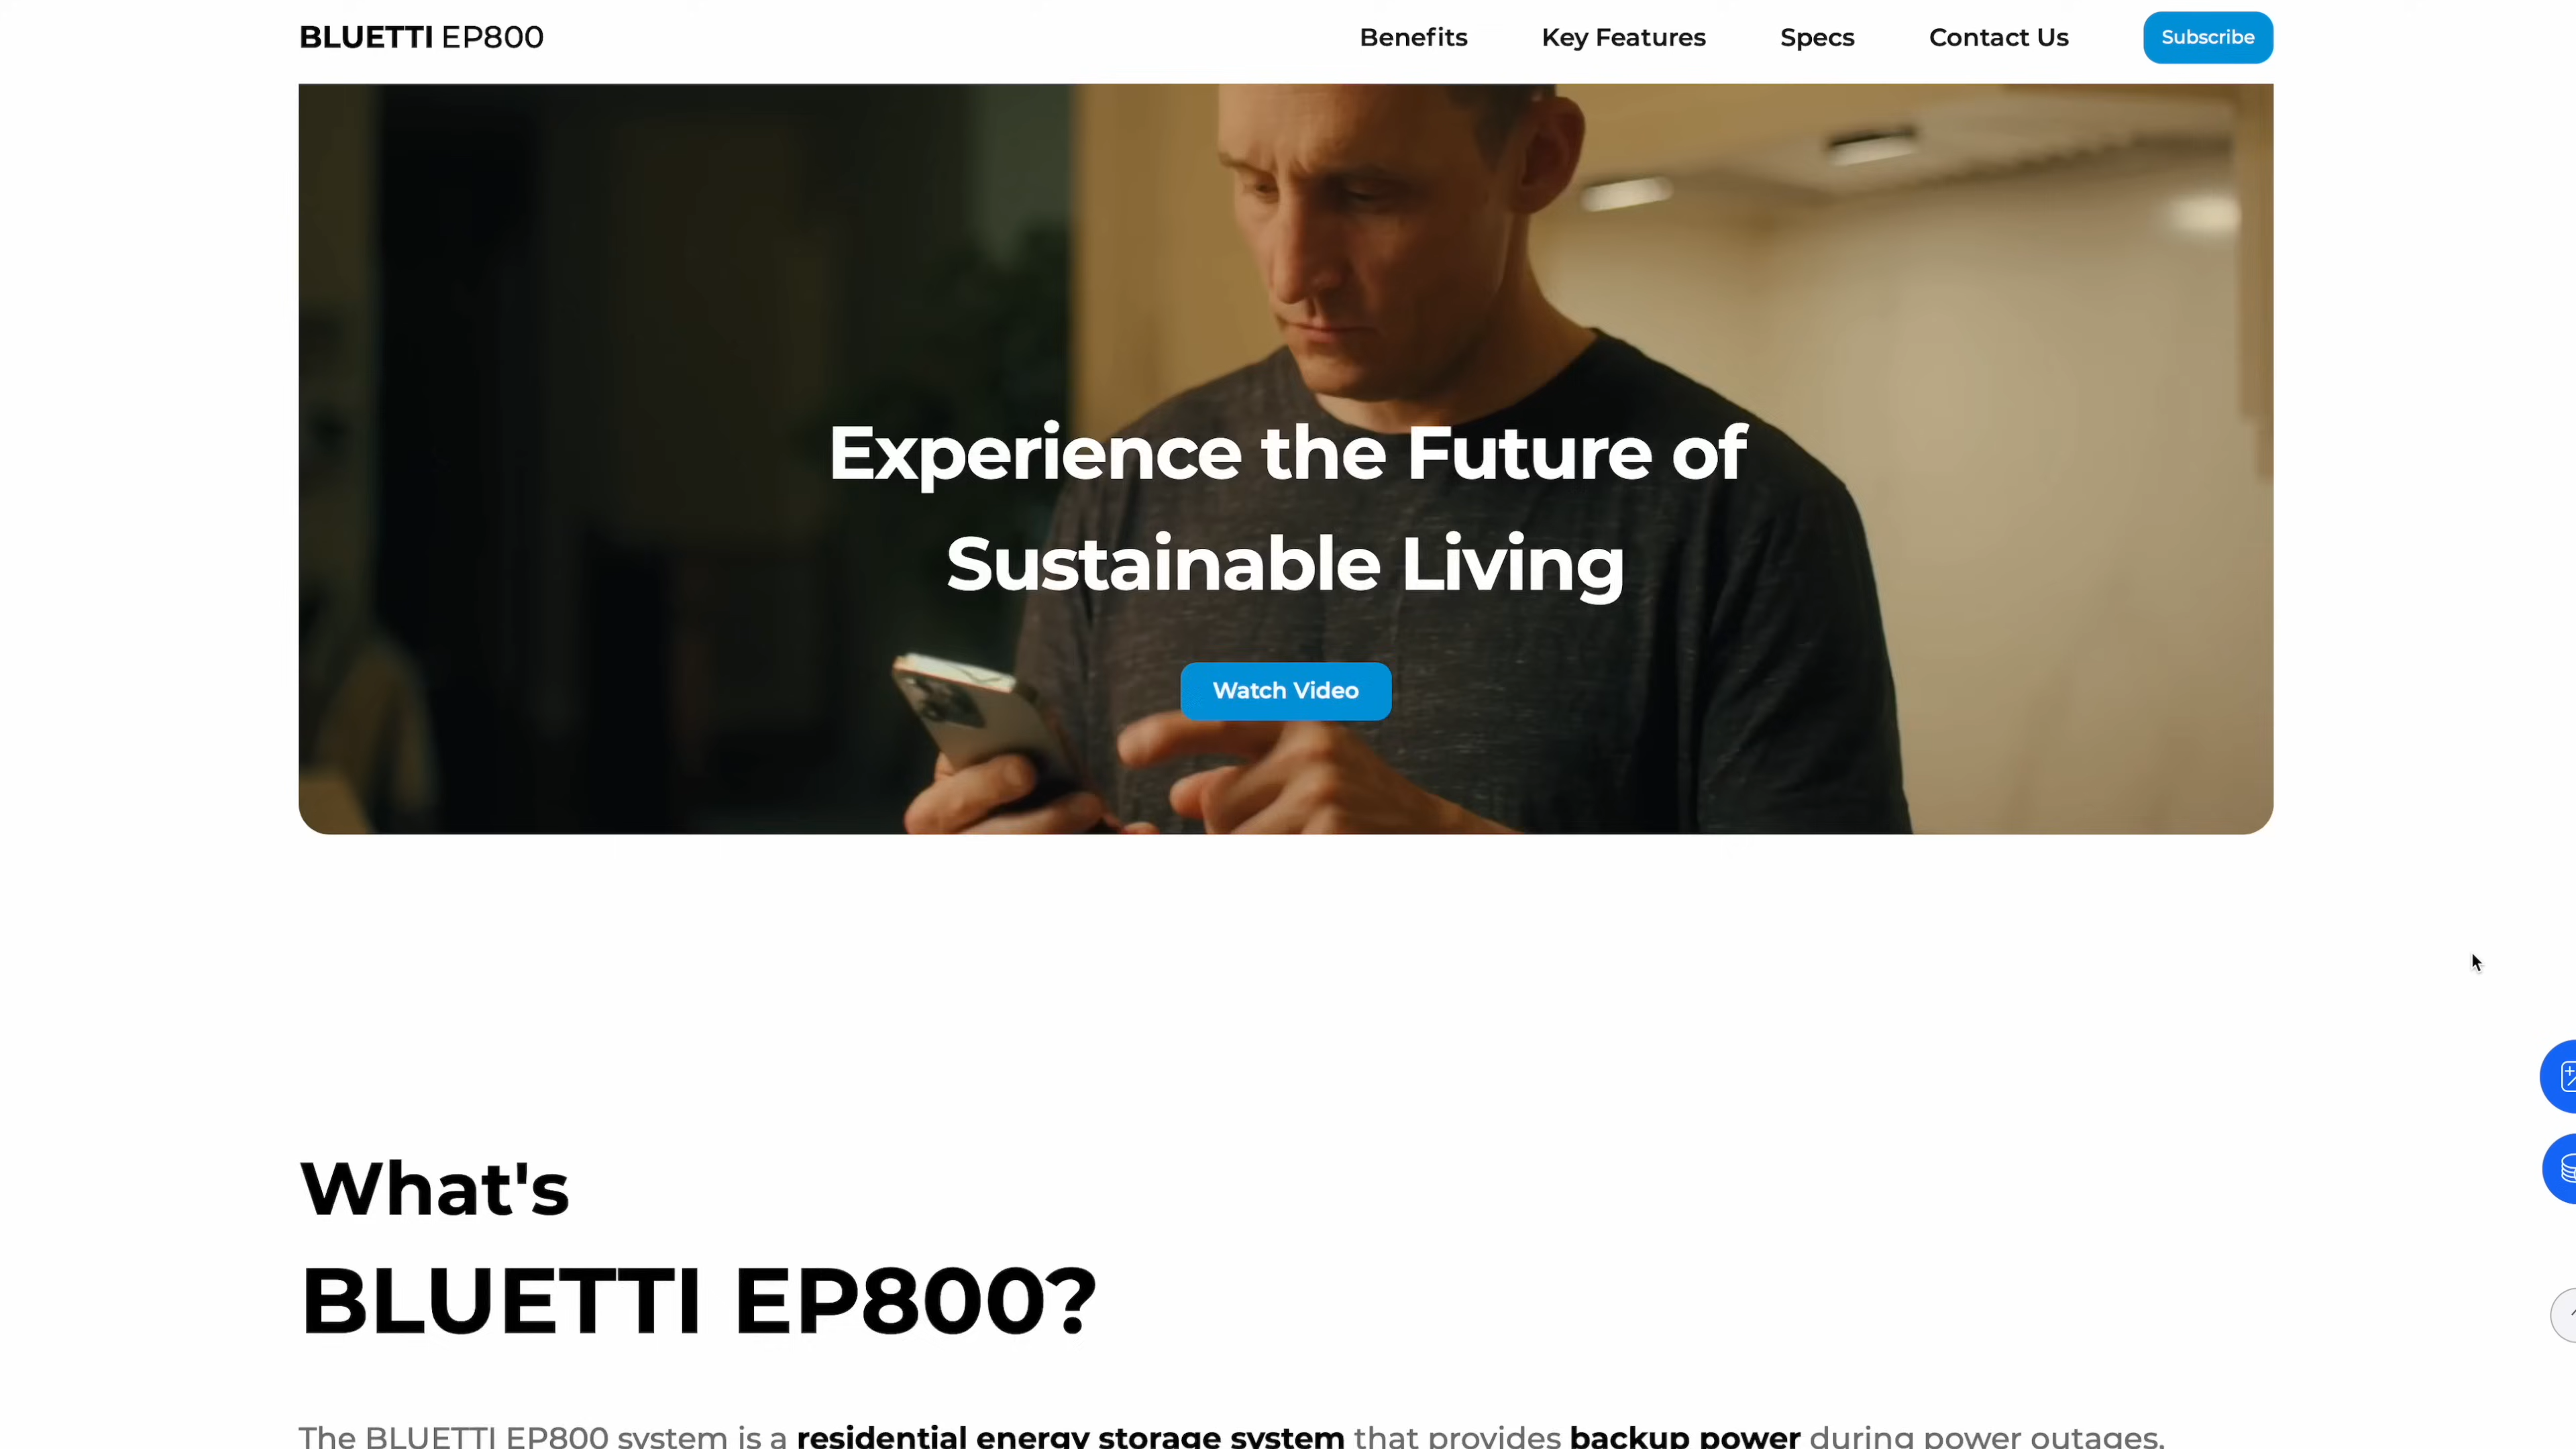 BLUETTI EP800
Benefits
Key Features
Specs
Contact Us
Subscribe
Experience the Future of
Sustainable Living
Watch Video
What's
BLUETTI EP800?
The BLUETTI EP800 system is a residential energy storage system that provides backup power during power outages,